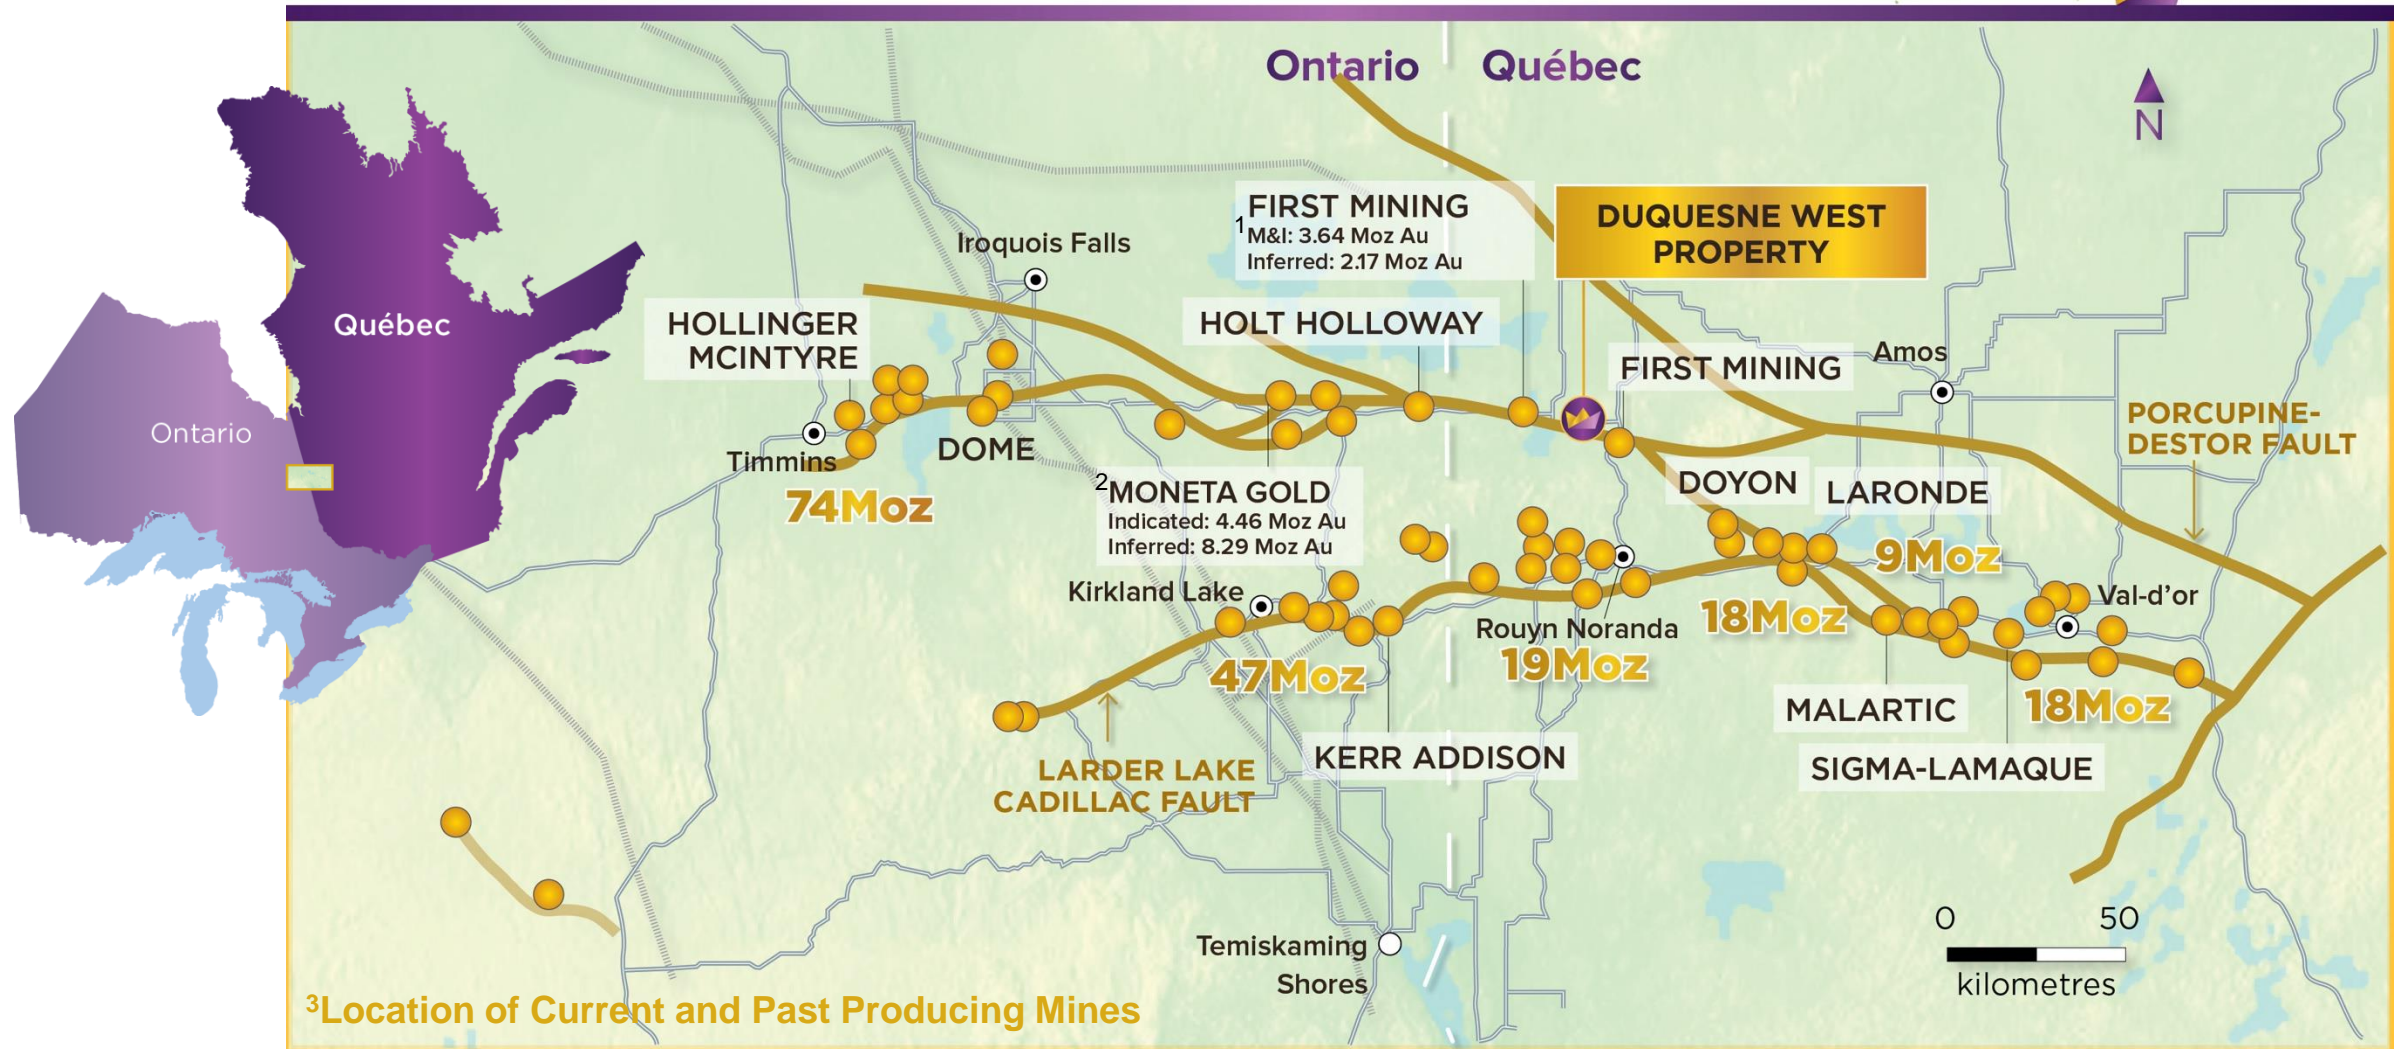 Ontario
Québec
N
Québec
Ontario
1
FIRST MINING
M&I: 3.64 Moz Au
Inferred: 2.17 Moz Au
DUQUESNE WEST
PROPERTY
Iroquois Falls
HOLLINGER
MCINTYRE
HOLT HOLLOWAY
FIRST MINING
Amos
PORCUPINE-
DESTOR FAULT
Timmins
DOME
74Moz
2
MONETA GOLD
Indicated: 4.46 Moz Au
Inferred: 8.29 Moz Au
DOYON
LARONDE
9Moz
Kirkland Lake
47Moz
Rouyn Noranda
19Moz
18Moz
Val-d'or
MALARTIC
18Moz
SIGMA-LAMAQUE
KERR ADDISON
LARDER LAKE
CADILLAC FAULT
Temiskaming
Shores
0 50
kilometres
3Location of Current and Past Producing Mines